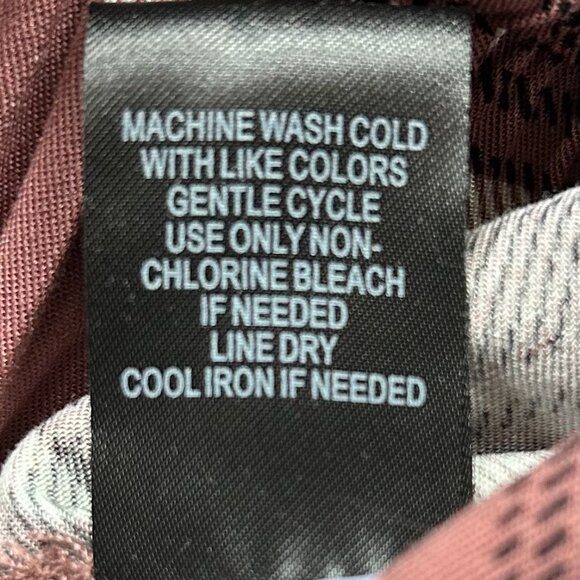 MACHINE WASH COLD
WITH LIKE COLORS
GENTLE CYCLE
USE ONLY NON-
CHLORINE BLEACH
IF NEEDED
LINE DRY
COOL IRON IF NEEDED